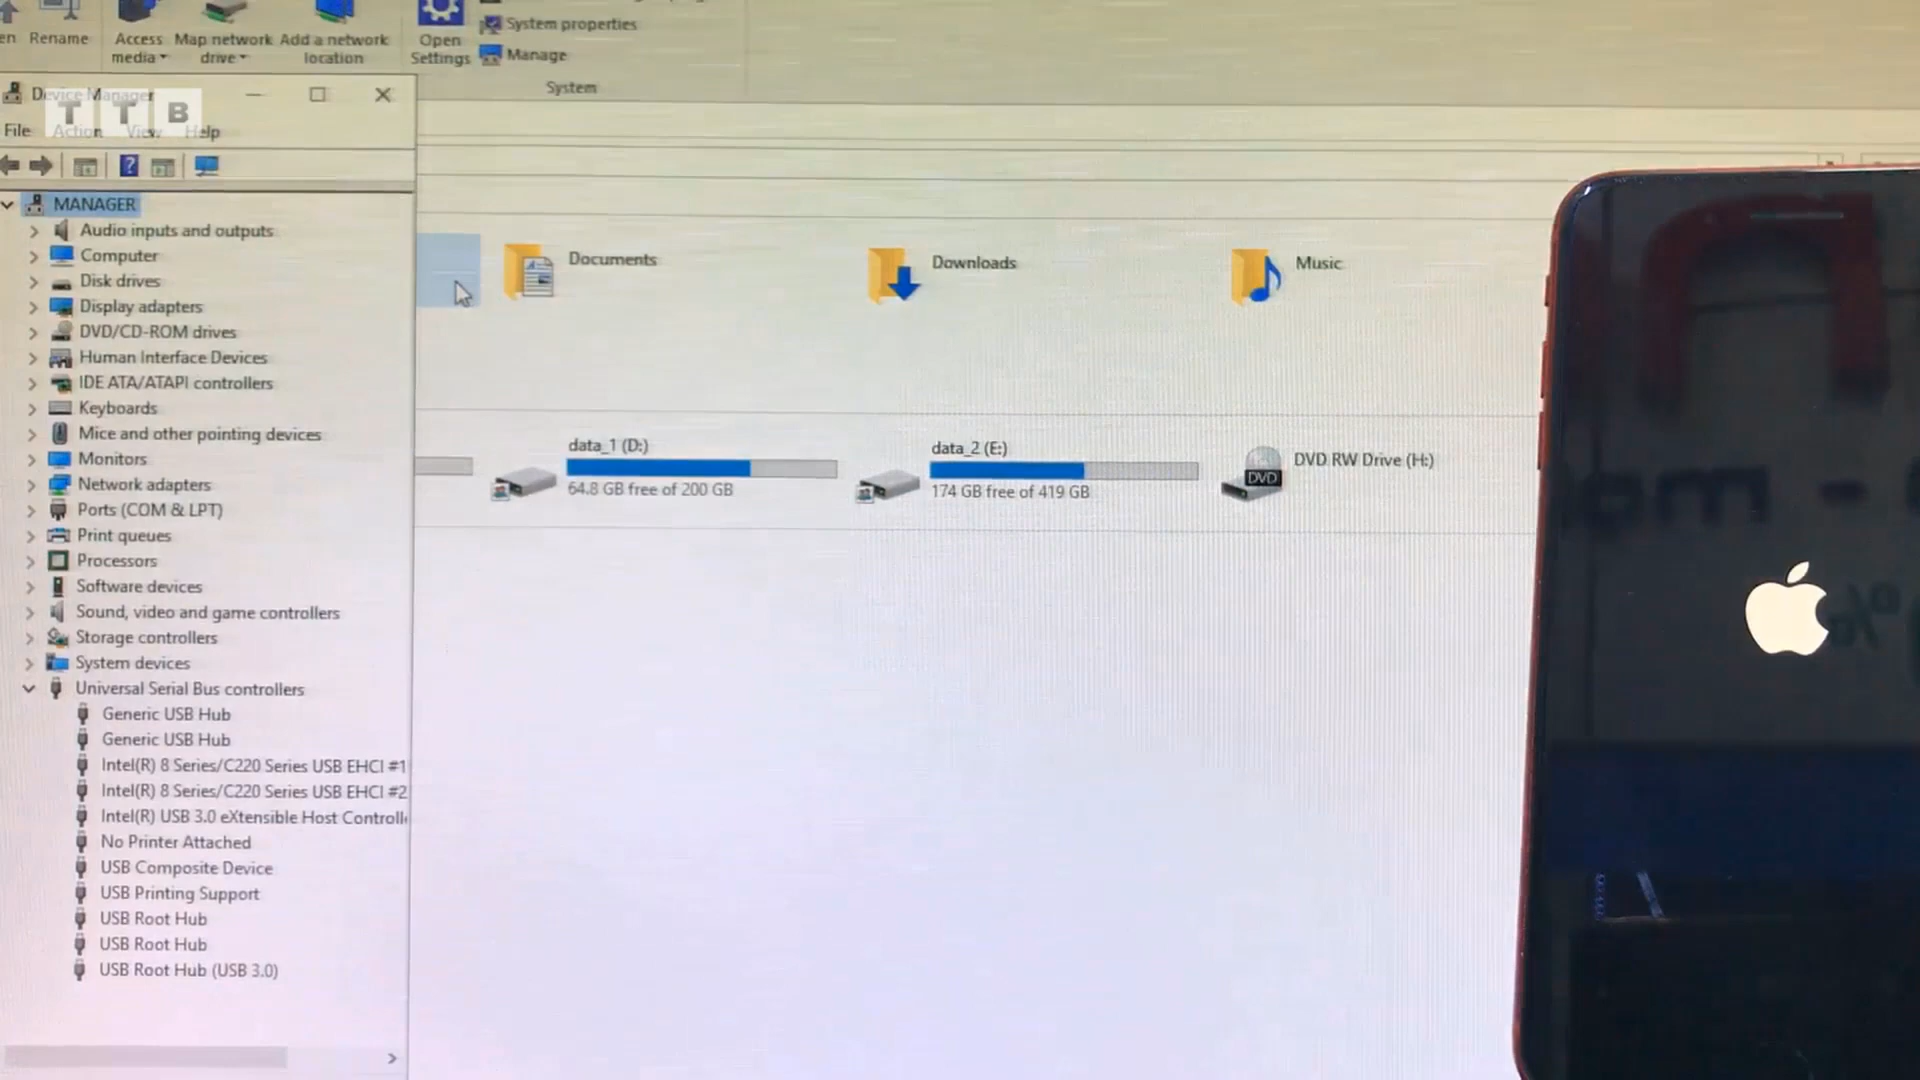 Rename
Access media
Map network drive
Add a network location
Open Settings
System properties
Manage
System
Device Manager
TTB
File Action View Help
MANAGER
Audio inputs and outputs
Computer
Disk drives
Display adapters
DVD/CD-ROM drives
Human Interface Devices
IDE ATA/ATAPI controllers
Keyboards
Mice and other pointing devices
Monitors
Network adapters
Ports (COM & LPT)
Print queues
Processors
Software devices
Sound, video and game controllers
Storage controllers
System devices
Universal Serial Bus controllers
Generic USB Hub
Generic USB Hub
Intel(R) 8 Series/C220 Series USB EHCI #1
Intel(R) 8 Series/C220 Series USB EHCI #2
Intel(R) USB 3.0 eXtensible Host Controll
No Printer Attached
USB Composite Device
USB Printing Support
USB Root Hub
USB Root Hub
USB Root Hub (USB 3.0)
Documents
Downloads
Music
data_1 (D:)
64.8 GB free of 200 GB
data_2 (E:)
174 GB free of 419 GB
DVD RW Drive (H:)
DVD